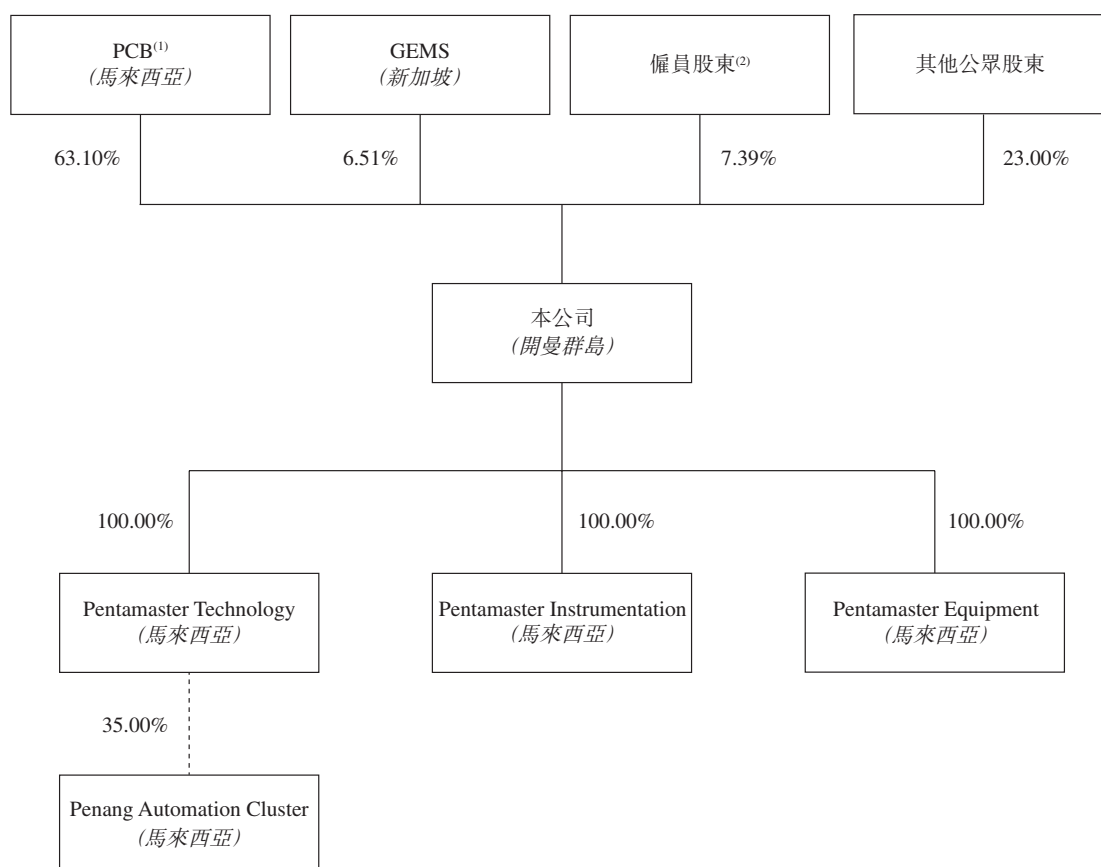 PCB(1)
(馬來西亞)
GEMS
(新加坡)
僱員股東(2)
其他公眾股東
63.10%
6.51%
7.39%
23.00%
本公司
(開曼群島)
100.00%
100.00%
100.00%
Pentamaster Technology
(馬來西亞)
Pentamaster Instrumentation
(馬來西亞)
Pentamaster Equipment
(馬來西亞)
35.00%
Penang Automation Cluster
(馬來西亞)